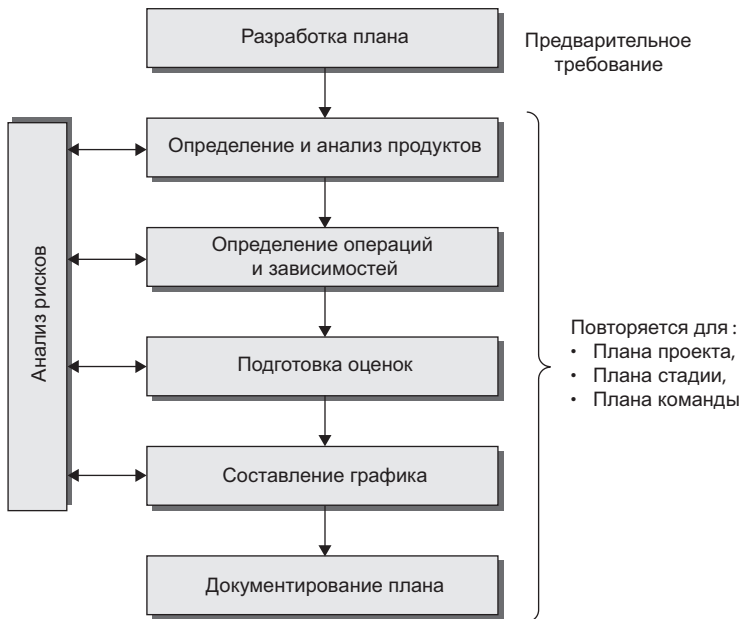 Разработка плана
Предварительное
требование
Определение и анализ продуктов
Определение операций
и зависимостей
Анализ рисков
Подготовка оценок
Повторяется для :
• Плана проекта,
• Плана стадии,
• Плана команды
Составление графика
Документирование плана